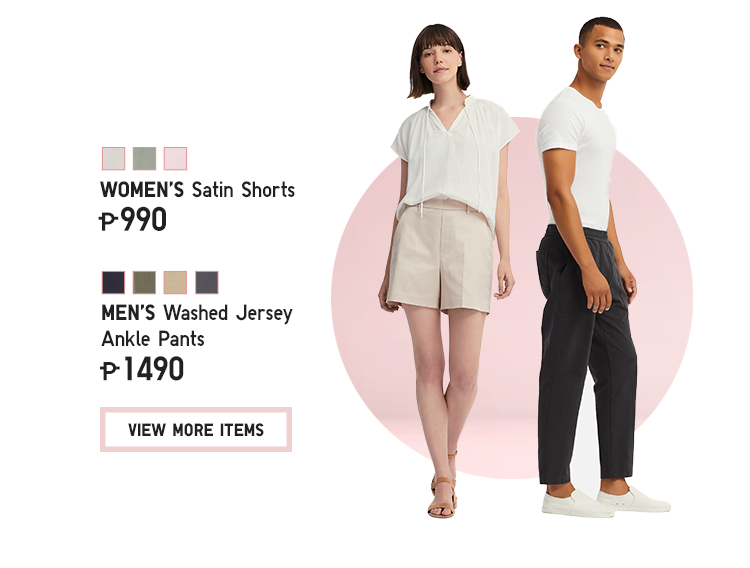 WOMEN'S Satin Shorts
₱990
MEN'S Washed Jersey
Ankle Pants
₱1490
VIEW MORE ITEMS